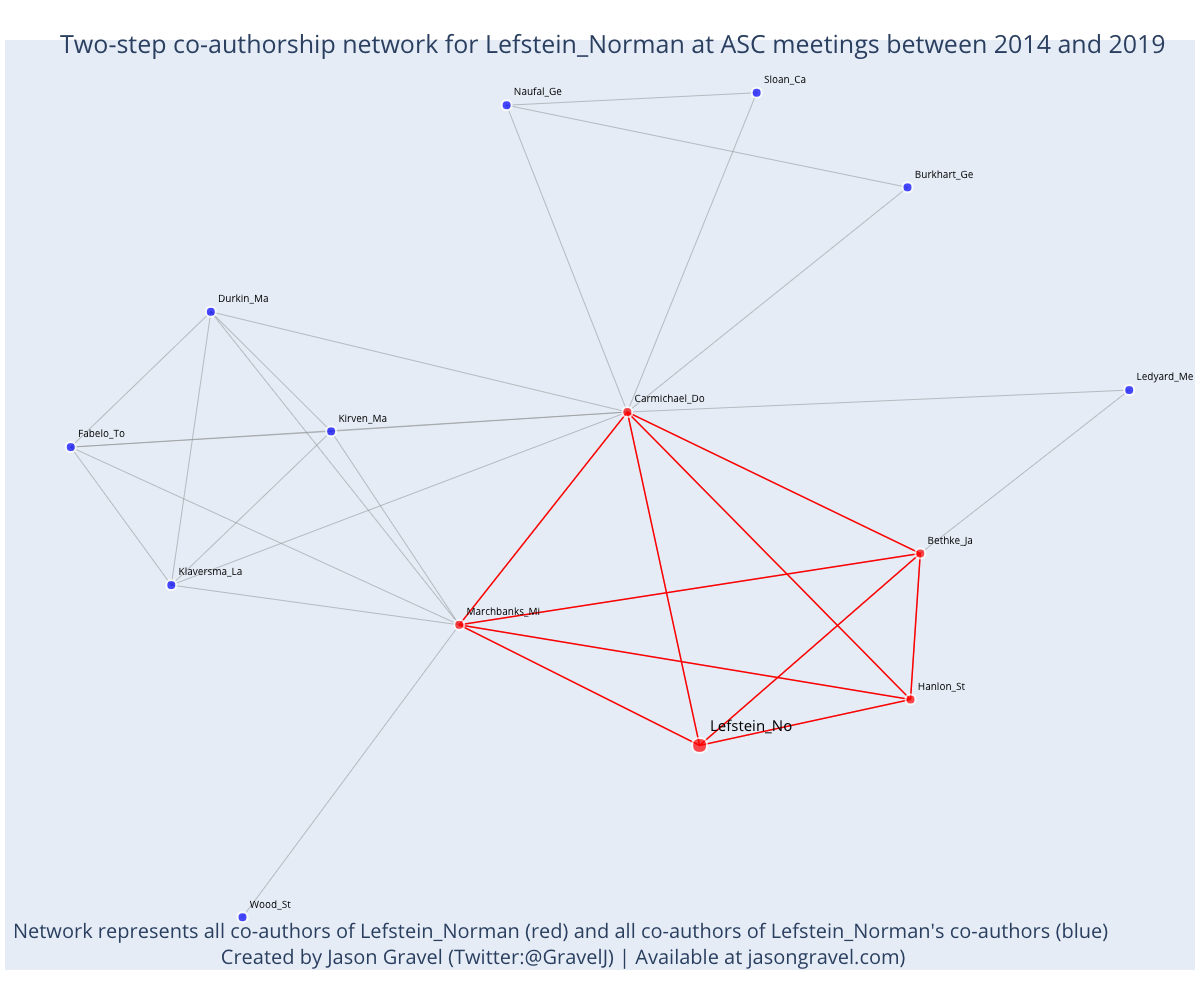 Two-step co-authorship network for Lefstein_Norman at ASC meetings between 2014 and 2019
Sloan_Ca
Naufal_Ge
Burkhart_Ge
Durkin_Ma
Ledyard_Me
Carmichael_Do
Kirven_Ma
Fabelo_To
Bethke_Ja
Klaversma_La
Marchbanks_Mi
Hanlon_St
Lefstein_No
Wood_St
Network represents all co-authors of Lefstein_Norman (red) and all co-authors of Lefstein_Norman's co-authors (blue)
Created by Jason Gravel (Twitter:@GravelJ) | Available at jasongravel.com)